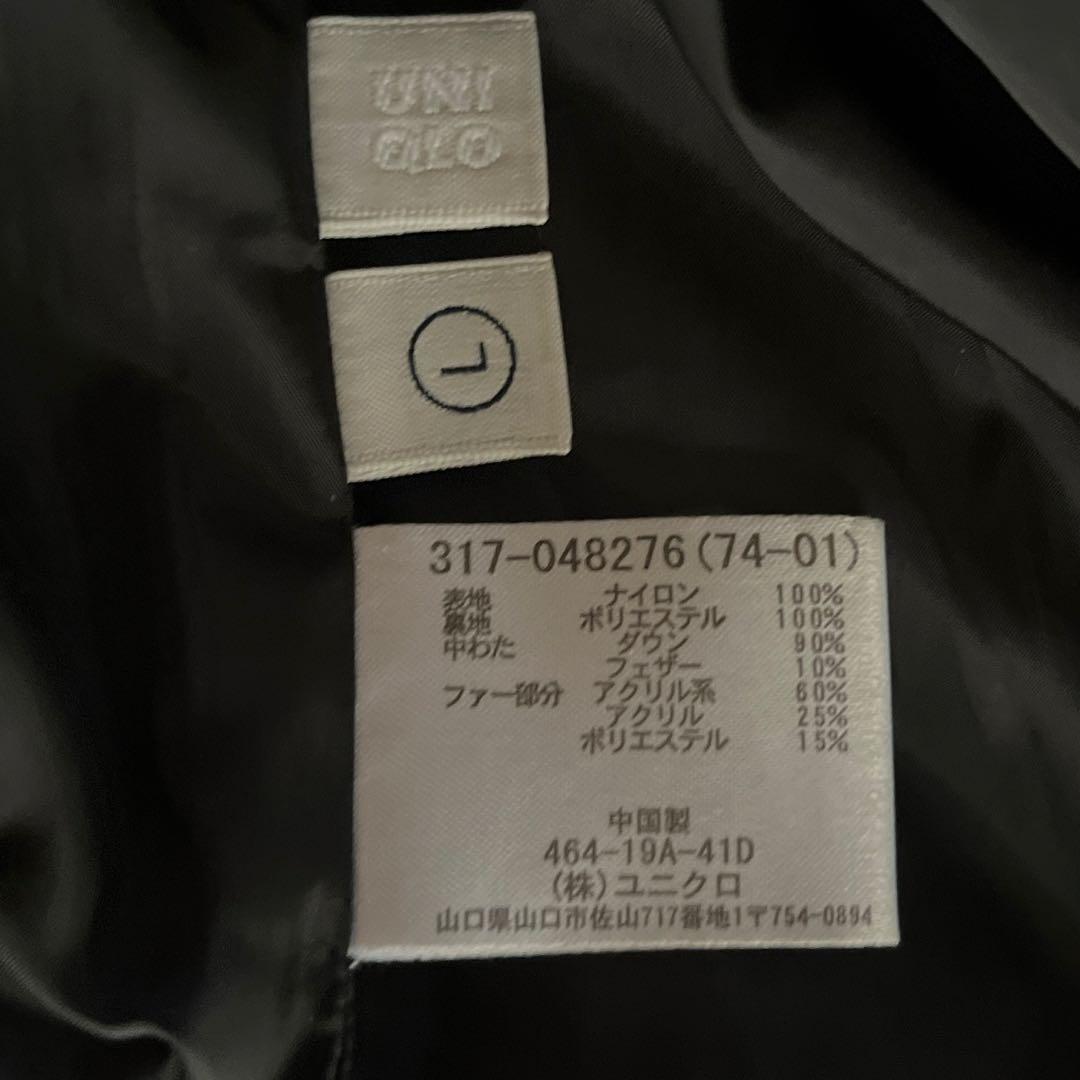 UNI
QLO
L
317-048276(74-01)
表地 ナイロン 100%
裏地 ポリエステル 100%
中わた ダウン 90%
フェザー 10%
ファー部分 アクリル系 60%
アクリル 25%
ポリエステル 15%
中国製
464-19A-41D
(株)ユニクロ
山口県山口市佐山717番地1〒754-0894